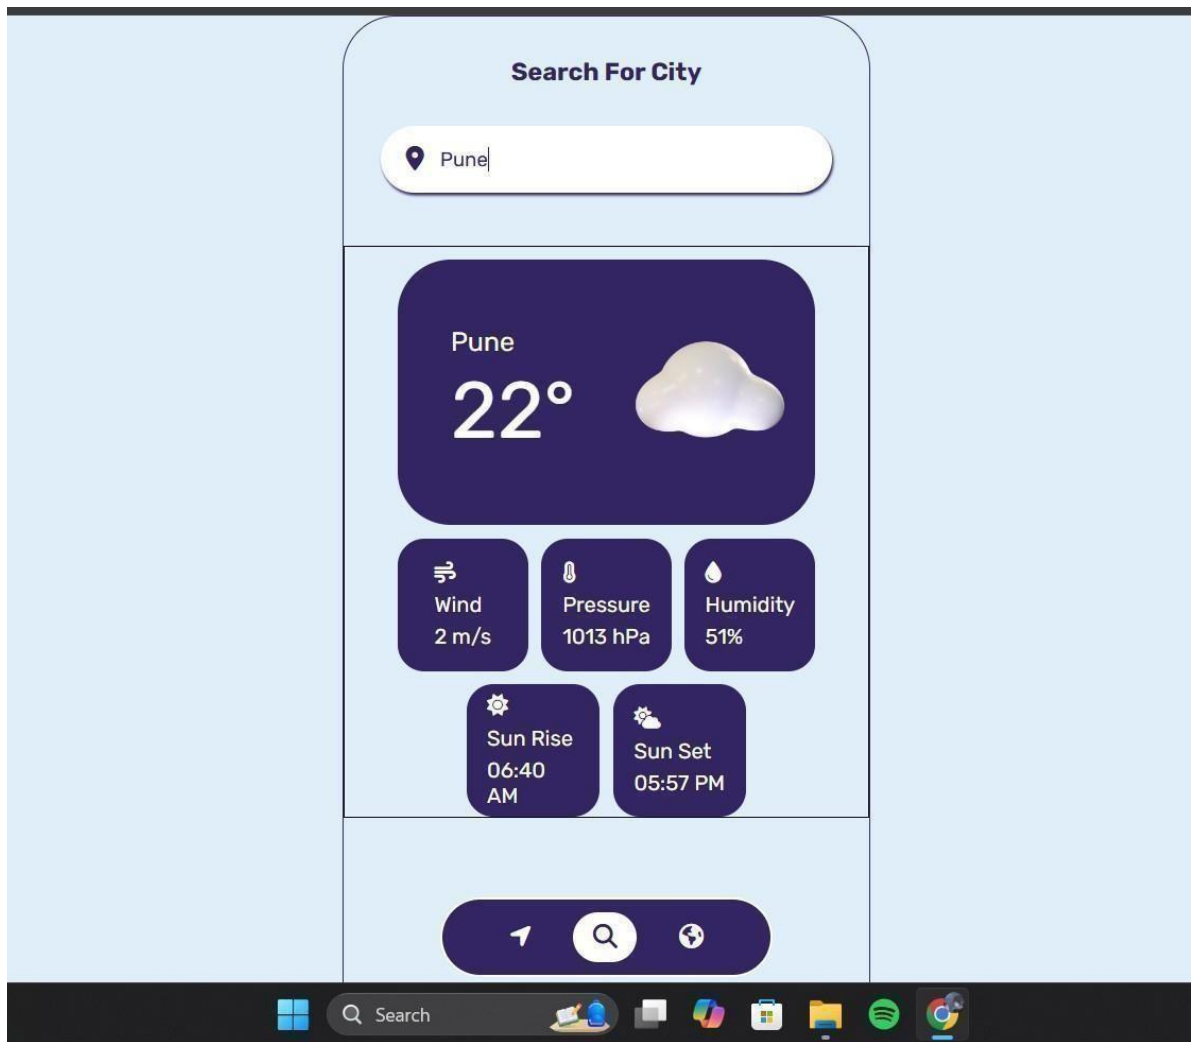 Search For City
Pune
Pune
22°
Wind
2 m/s
Pressure
1013 hPa
Humidity
51%
Sun Rise
06:40
AM
Sun Set
05:57 PM
Search